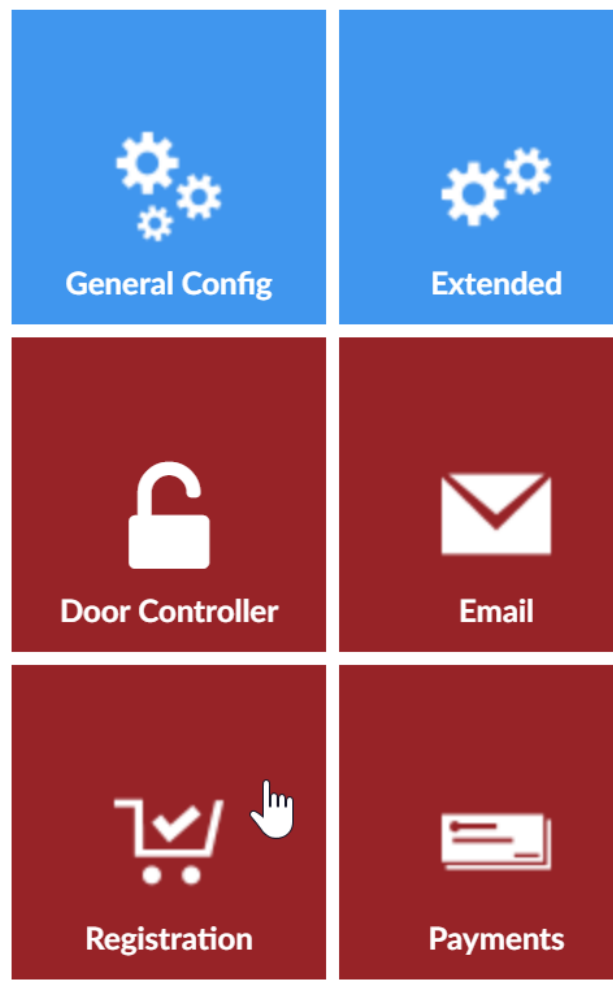 General Config
Extended
Door Controller
Email
Registration
Payments